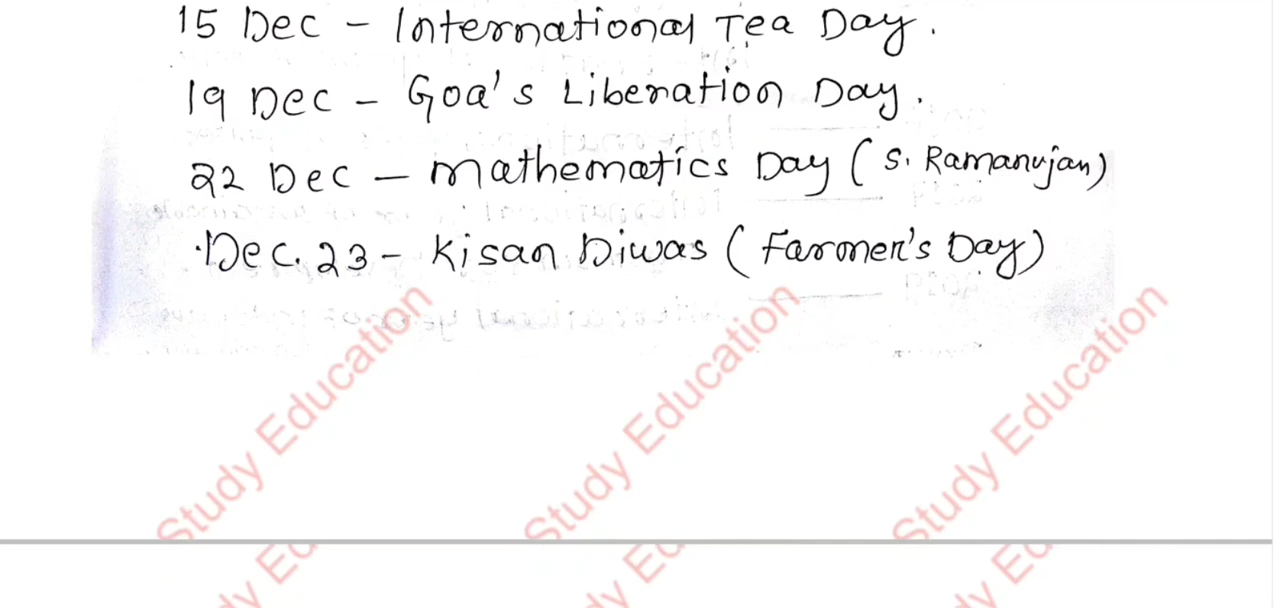 15 Dec - International Tea Day.
19 Dec - Goa's Liberation Day.
22 Dec - Mathematics Day (S. Ramanujan)
Dec. 23 - Kisan Diwas (Farmer's Day)
Study Education Study Education Study Education